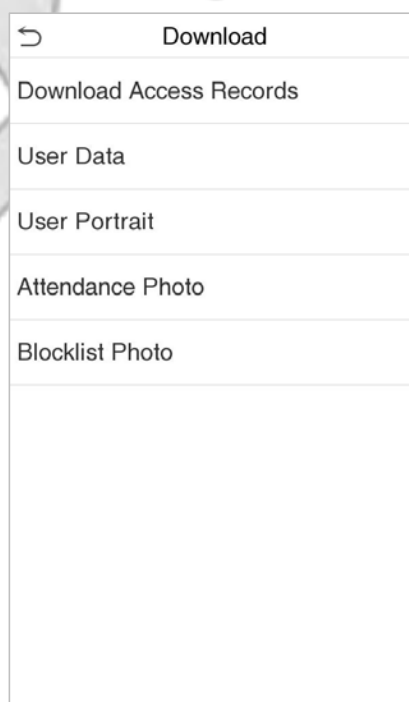 Download
Download Access Records
User Data
User Portrait
Attendance Photo
Blocklist Photo